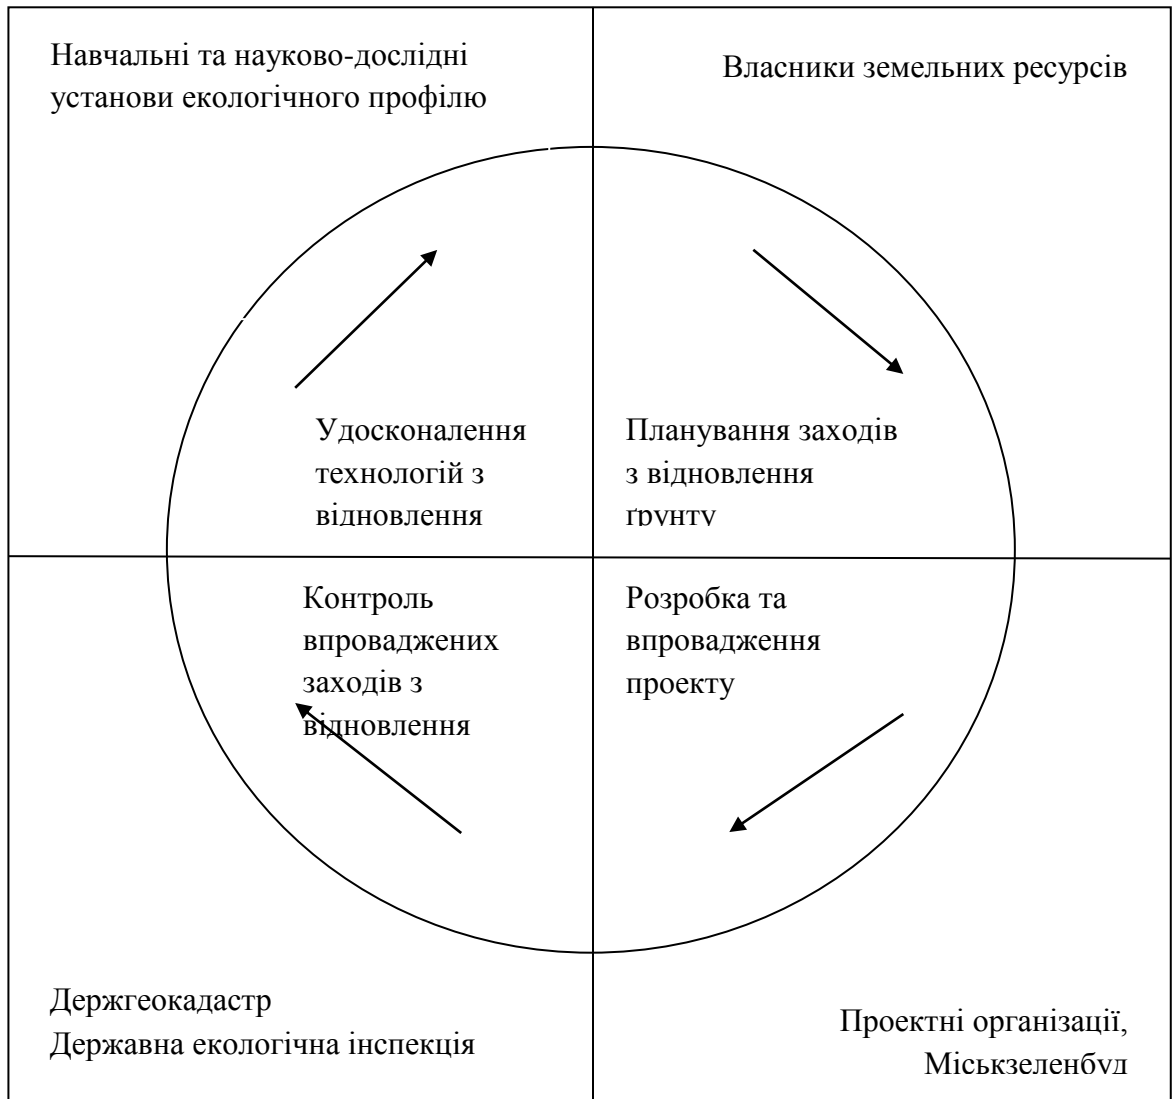 Навчальні та науково-дослідні
установи екологічного профілю
Власники земельних ресурсів
Удосконалення
технологій з
відновлення
Планування заходів
з відновлення
ґрунту
Контроль
впроваджених
заходів з
відновлення
Розробка та
впровадження
проекту
Держгеокадастр
Державна екологічна інспекція
Проектні організації,
Міськзеленбуд